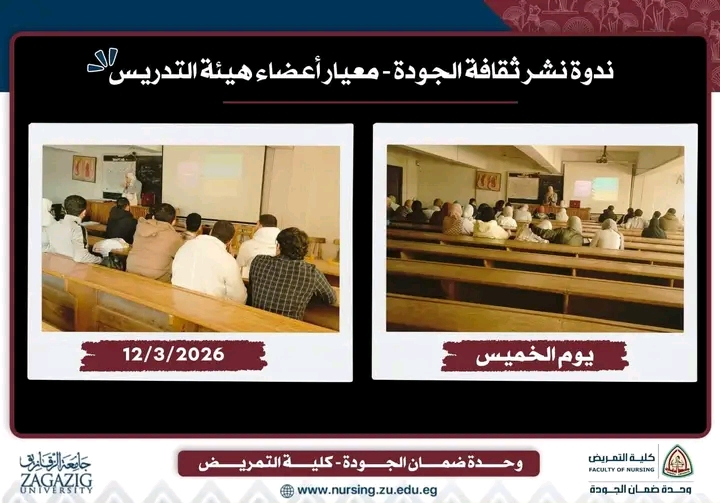 ندوة نشر ثقافة الجودة - معيار أعضاء هيئة التدريس
يوم الخميس
12/3/2026
كلية التمريض
FACULTY OF NURSING
وحدة ضمان الجودة
وحدة ضمان الجودة - كلية التمريض
www.nursing.zu.edu.eg
جامعة الزقازيق
ZAGAZIG
UNIVERSITY